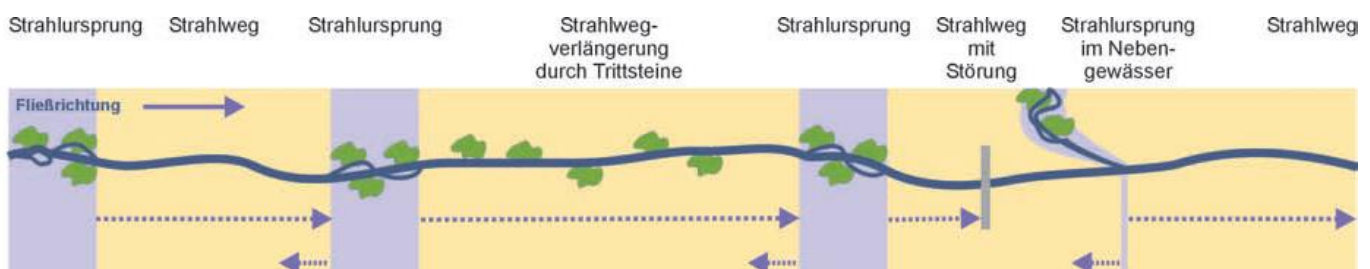 Strahlursprung
Strahlweg
Strahlursprung
Strahlweg-
verlängerung
durch Trittsteine
Strahlursprung
Strahlweg
mit
Störung
Strahlursprung
im Neben-
gewässer
Strahlweg
Fließrichtung